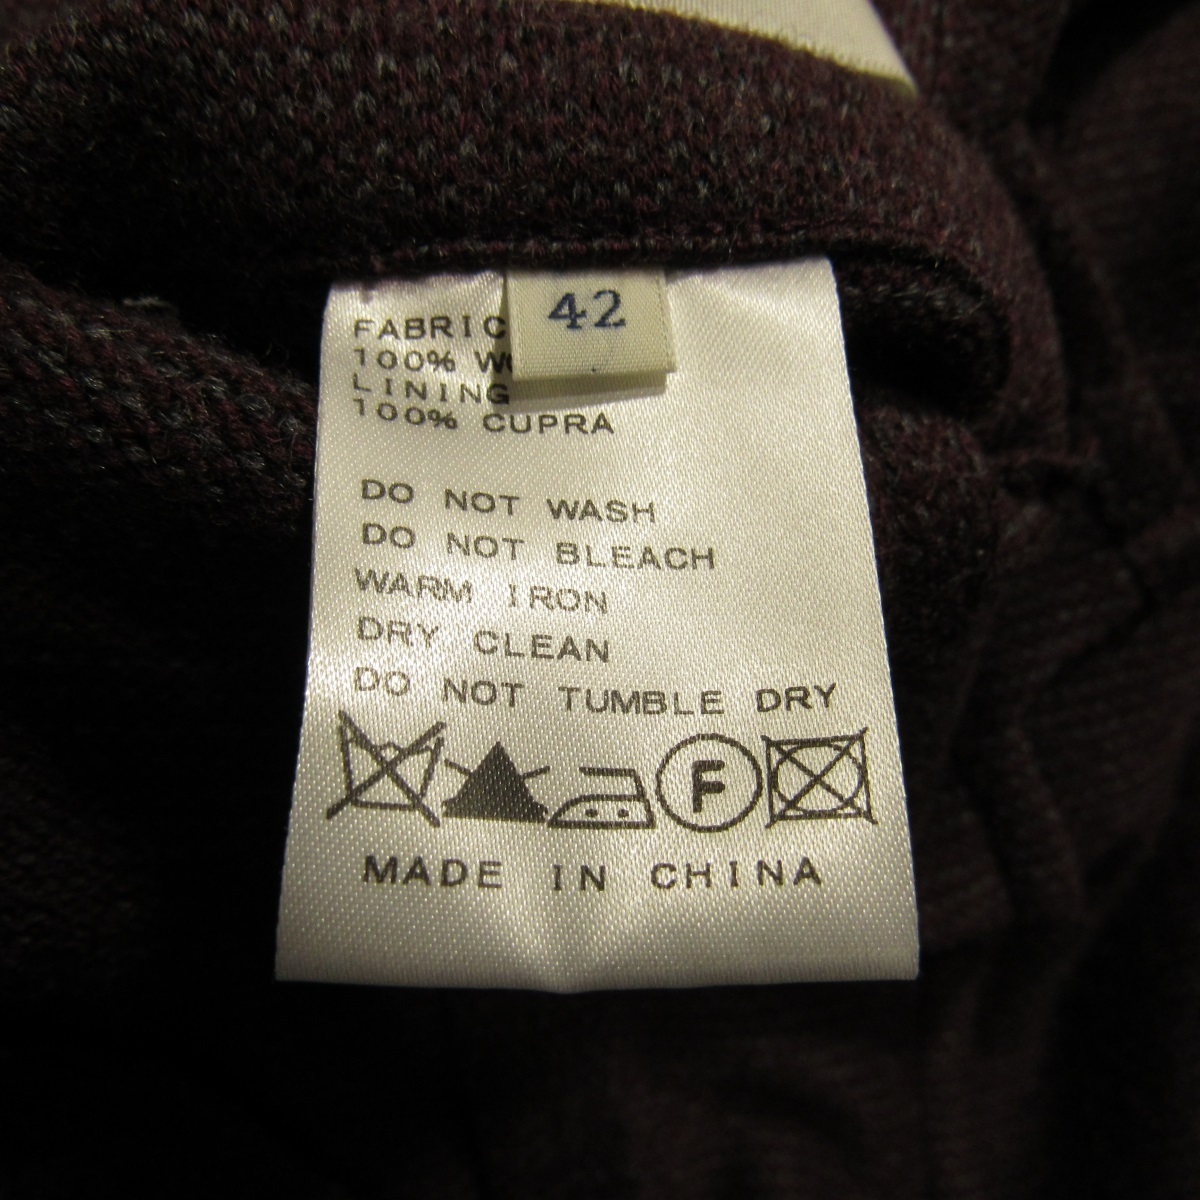 42
FABRIC
100%
LINING
100% CUPRA
DO NOT WASH
DO NOT BLEACH
WARM IRON
DRY CLEAN
DO NOT TUMBLE DRY
F
MADE IN CHINA